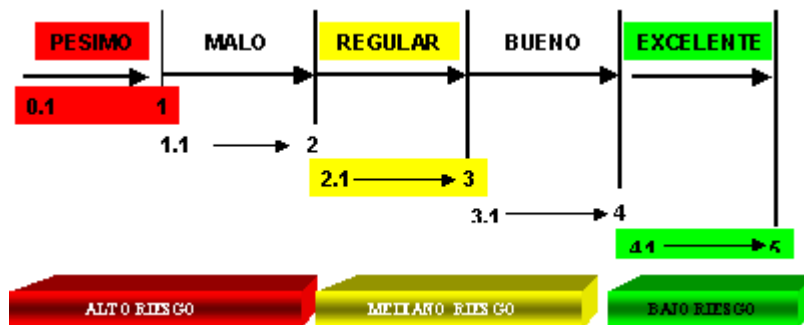 PESIMO MALO REGULAR BUENO EXCELENTE
0.1 1
1.1 2
2.1 3
3.1 4
4.1 5
ALTO RIESGO MEDIANO RIESGO BAJO RIESGO